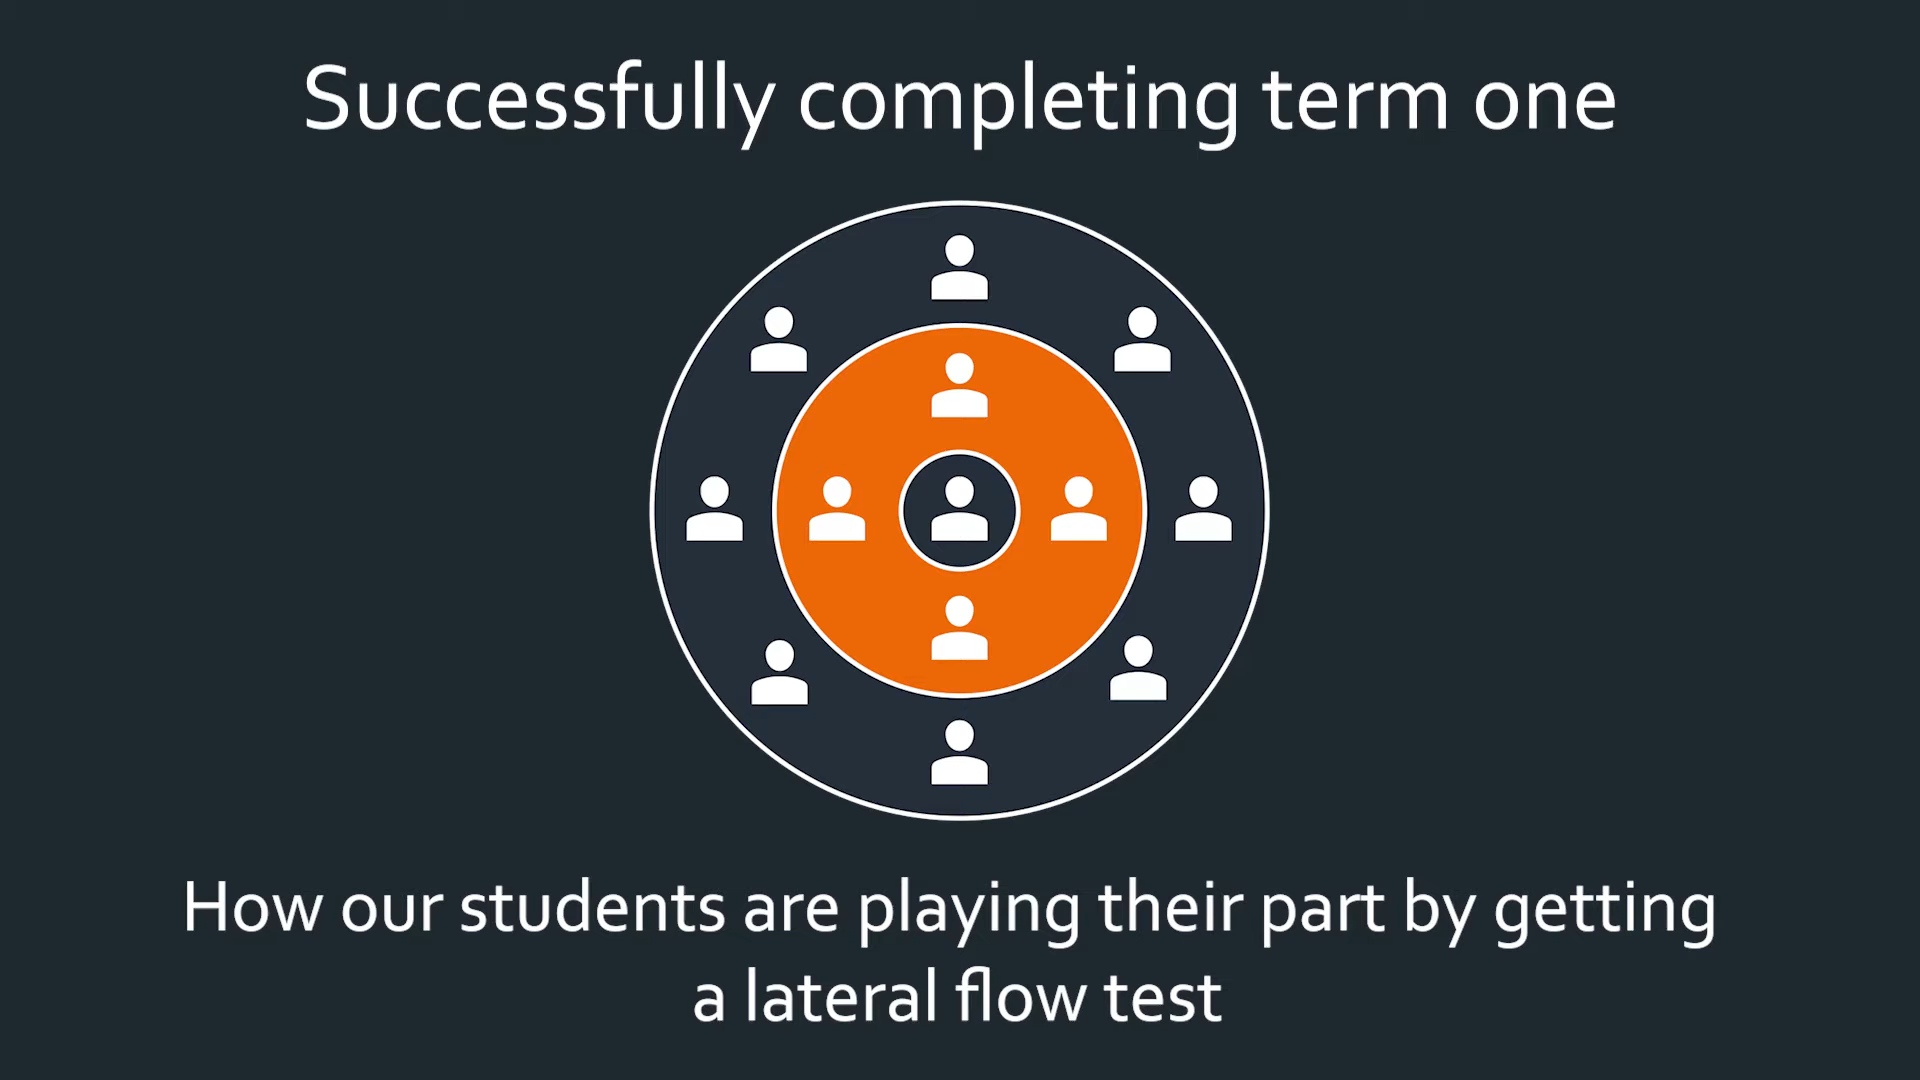 Successfully completing term one
How our students are playing their part by getting
a lateral flow test